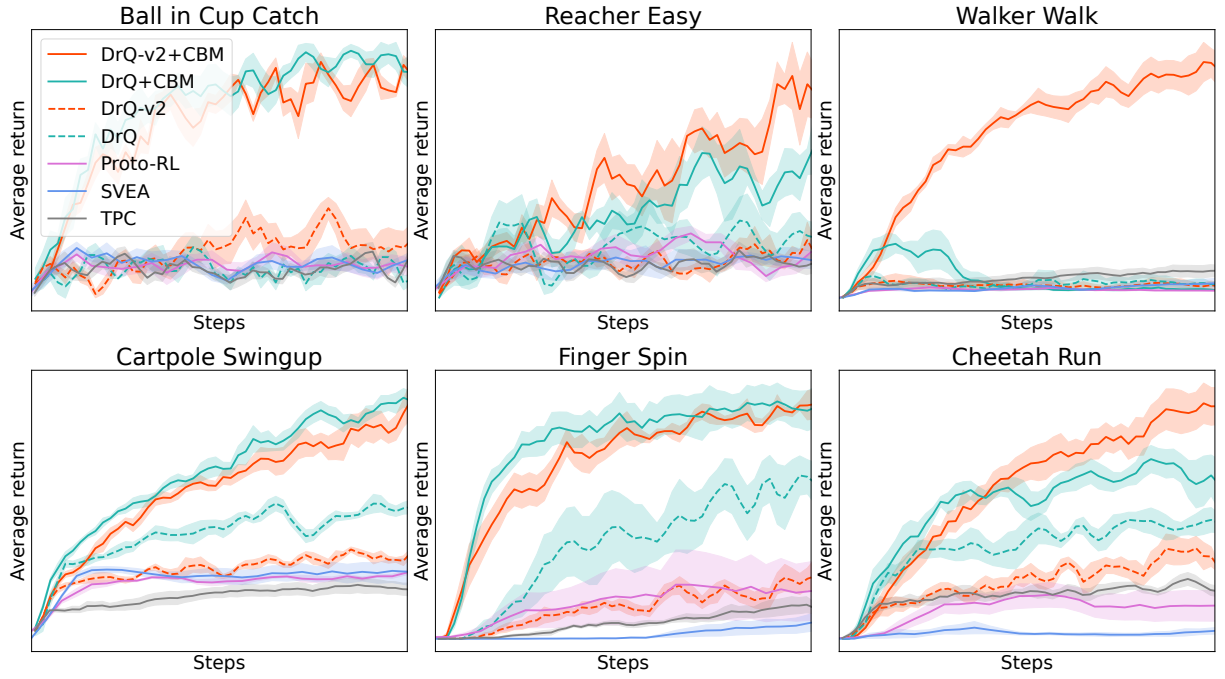 Ball in Cup Catch
Reacher Easy
Walker Walk
DrQ-v2+CBM
DrQ+CBM
DrQ-v2
DrQ
Proto-RL
SVEA
TPC
Average return
Average return
Average return
Steps
Steps
Steps
Cartpole Swingup
Finger Spin
Cheetah Run
Average return
Average return
Average return
Steps
Steps
Steps